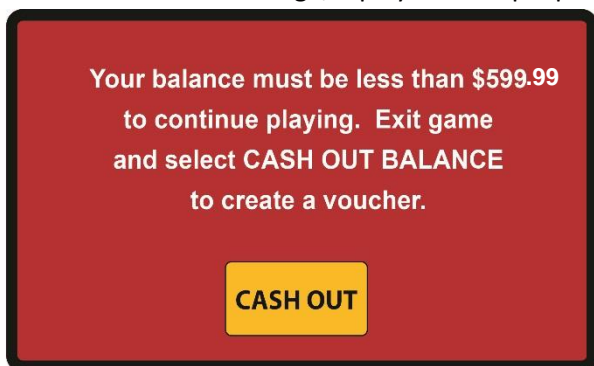 Your balance must be less than $599.99
to continue playing. Exit game
and select CASH OUT BALANCE
to create a voucher.
CASH OUT